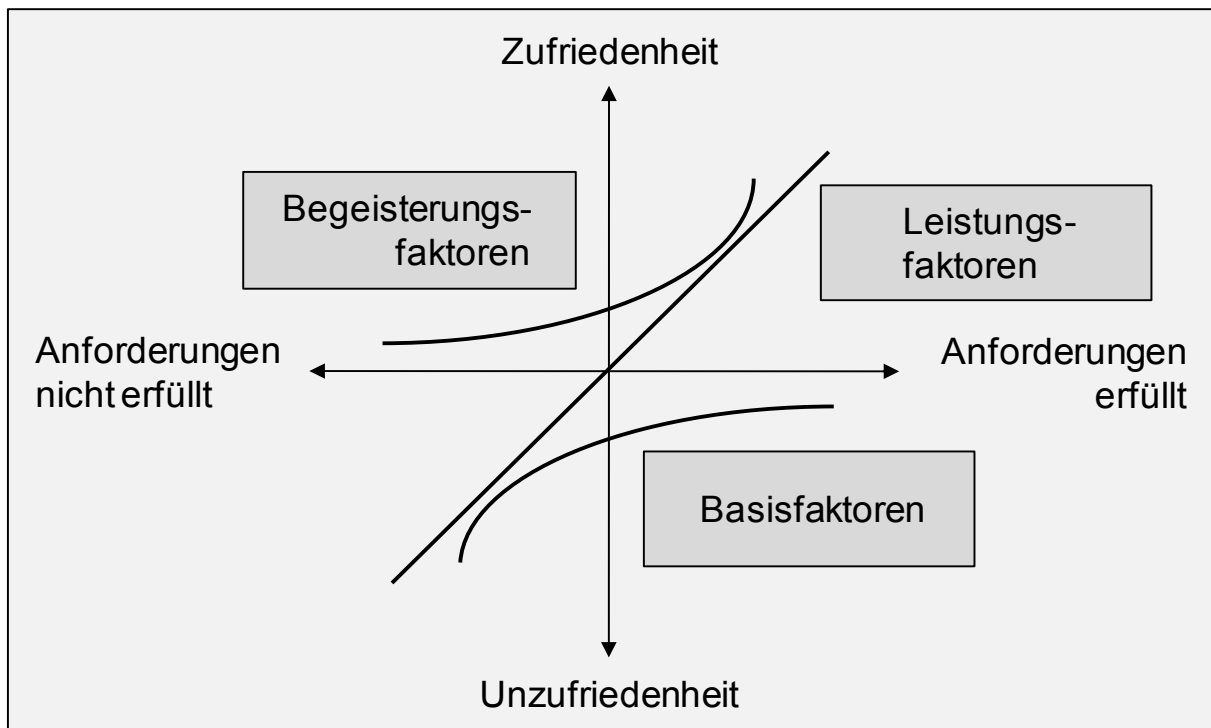 Zufriedenheit
Begeisterungs-
faktoren
Leistungs-
faktoren
Anforderungen
nicht erfüllt
Anforderungen
erfüllt
Basisfaktoren
Unzufriedenheit